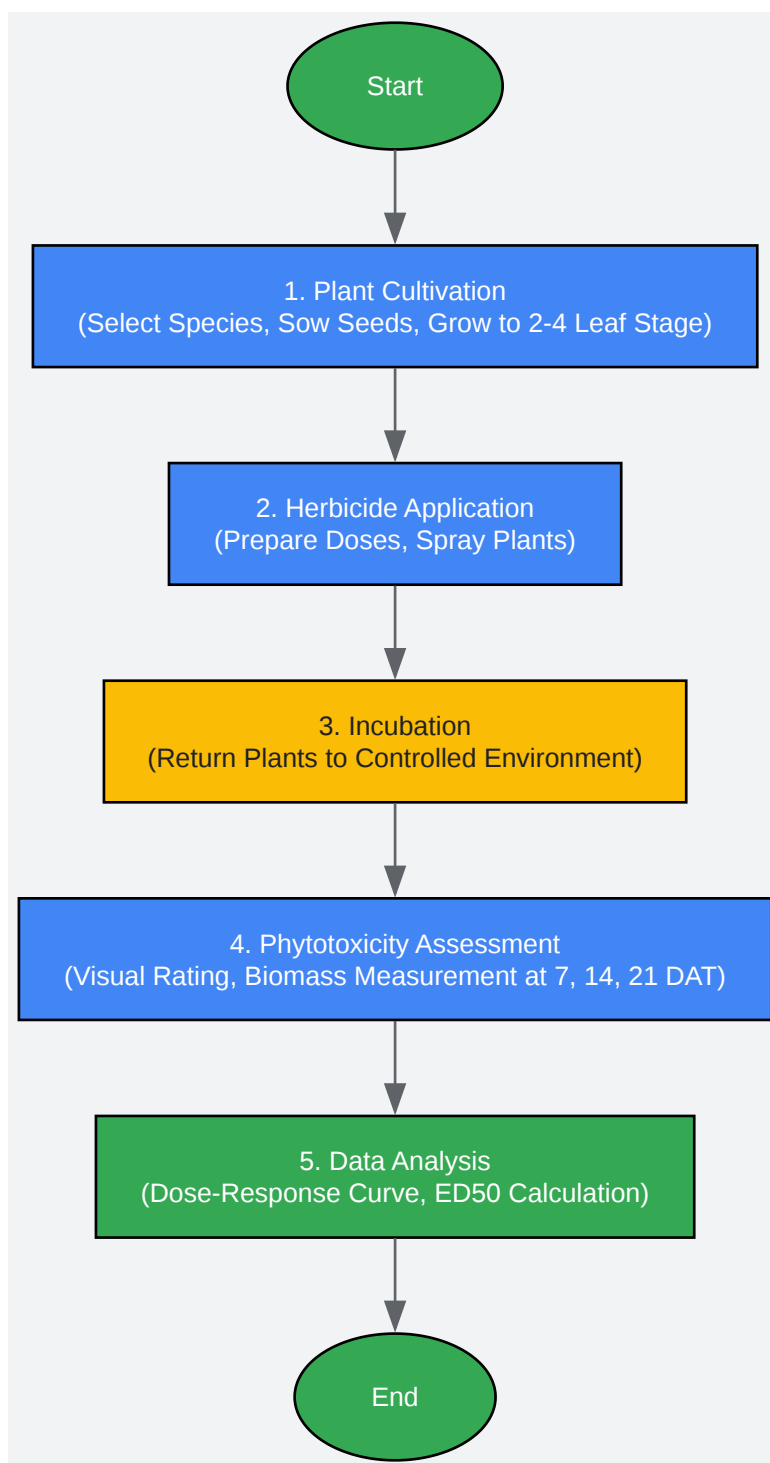 Start
1. Plant Cultivation
(Select Species, Sow Seeds, Grow to 2-4 Leaf Stage)
2. Herbicide Application
(Prepare Doses, Spray Plants)
3. Incubation
(Return Plants to Controlled Environment)
4. Phytotoxicity Assessment
(Visual Rating, Biomass Measurement at 7, 14, 21 DAT)
5. Data Analysis
(Dose-Response Curve, ED50 Calculation)
End